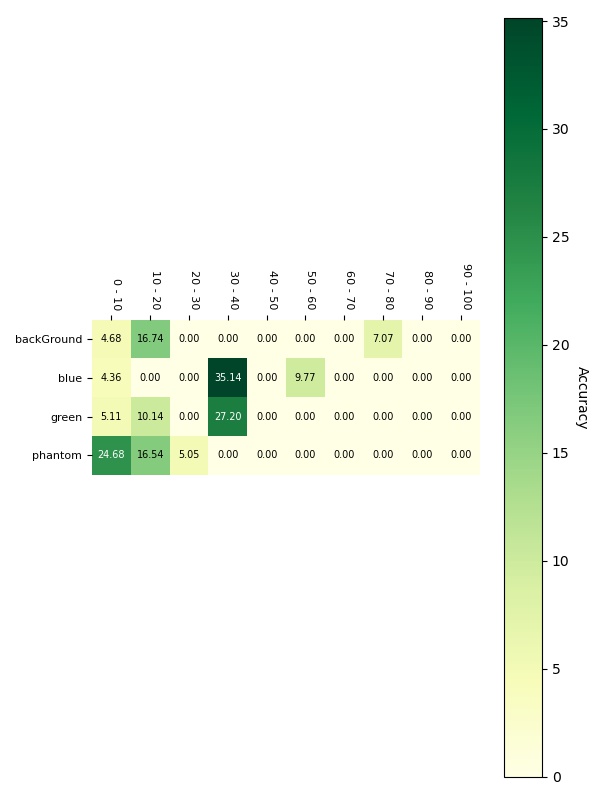 35
30
25
20
15
10
5
0
Accuracy
0 - 10 10 - 20 20 - 30 30 - 40 40 - 50 50 - 60 60 - 70 70 - 80 80 - 90 90 - 100
backGround 4.68 16.74 0.00 0.00 0.00 0.00 0.00 7.07 0.00 0.00
blue 4.36 0.00 0.00 35.14 0.00 9.77 0.00 0.00 0.00 0.00
green 5.11 10.14 0.00 27.20 0.00 0.00 0.00 0.00 0.00 0.00
phantom 24.68 16.54 5.05 0.00 0.00 0.00 0.00 0.00 0.00 0.00